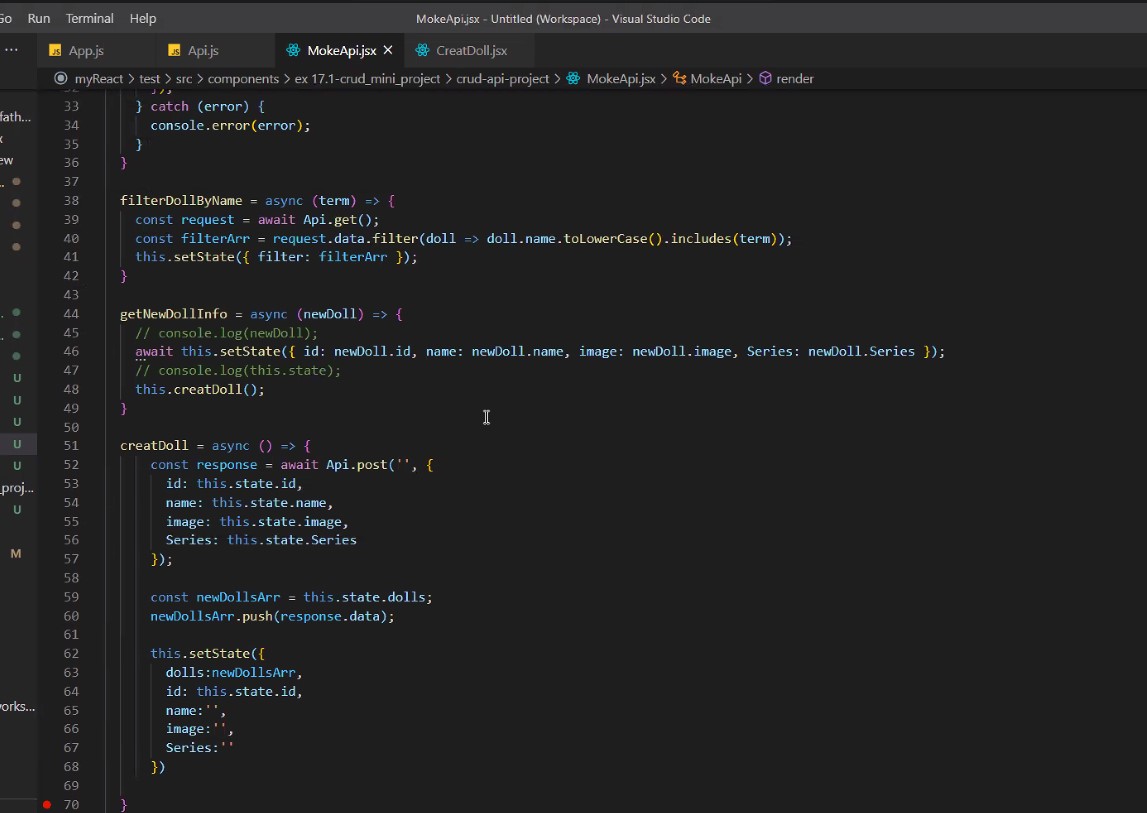 Go Run Terminal Help MokeApi.jsx - Untitled (Workspace) - Visual Studio Code
... App.js Api.js MokeApi.jsx × CreatDoll.jsx
myReact > test > src > components > ex 17.1-crud_mini_project > crud-api-project > MokeApi.jsx > MokeApi > render
fath...
ew
U
U
U
U
U
_proj...
U
M
works...
32 });
33 } catch (error) {
34 console.error(error);
35 }
36 }
37
38 filterDollByName = async (term) => {
39 const request = await Api.get();
40 const filterArr = request.data.filter(doll => doll.name.toLowerCase().includes(term));
41 this.setState({ filter: filterArr });
42 }
43
44 getNewDollInfo = async (newDoll) => {
45 // console.log(newDoll);
46 await this.setState({ id: newDoll.id, name: newDoll.name, image: newDoll.image, Series: newDoll.Series });
47 // console.log(this.state);
48 this.creatDoll();
49 }
50
51 creatDoll = async () => {
52 const response = await Api.post('', {
53 id: this.state.id,
54 name: this.state.name,
55 image: this.state.image,
56 Series: this.state.Series
57 });
58
59 const newDollsArr = this.state.dolls;
60 newDollsArr.push(response.data);
61
62 this.setState({
63 dolls:newDollsArr,
64 id: this.state.id,
65 name:'',
66 image:'',
67 Series:''
68 })
69
70 }